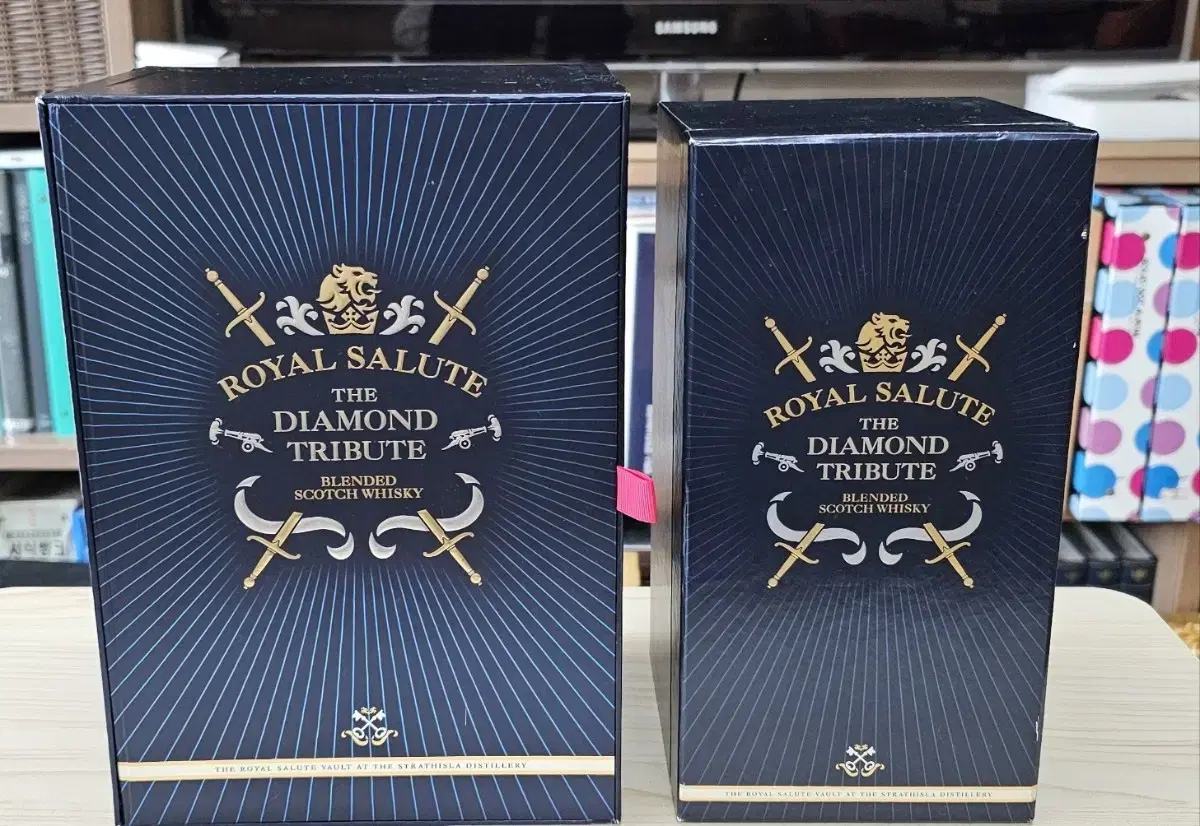 SAMSUNG
ROYAL SALUTE
THE
DIAMOND
TRIBUTE
BLENDED
SCOTCH WHISKY
THE ROYAL SALUTE VAULT AT THE STRATHISLA DISTILLERY
ROYAL SALUTE
THE
DIAMOND
TRIBUTE
BLENDED
SCOTCH WHISKY
THE ROYAL SALUTE VAULT AT THE STRATHISLA DISTILLERY